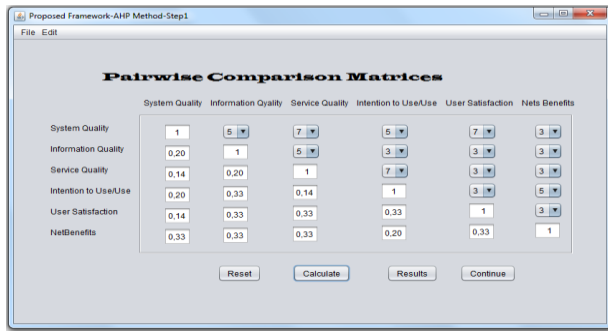 Proposed Framework-AHP Method-Step1
File Edit
Pairwise Comparison Matrices
System Quality Information Qyality Service Quality Intention to Use/Use User Satisfaction Nets Benefits
System Quality 1 5 7 5 7 3
Information Quality 0,20 1 5 3 3 3
Service Quality 0,14 0,20 1 7 3 3
Intention to Use/Use 0,20 0,33 0,14 1 3 5
User Satisfaction 0,14 0,33 0,33 0,33 1 3
NetBenefits 0,33 0,33 0,33 0,20 0,33 1
Reset Calculate Results Continue